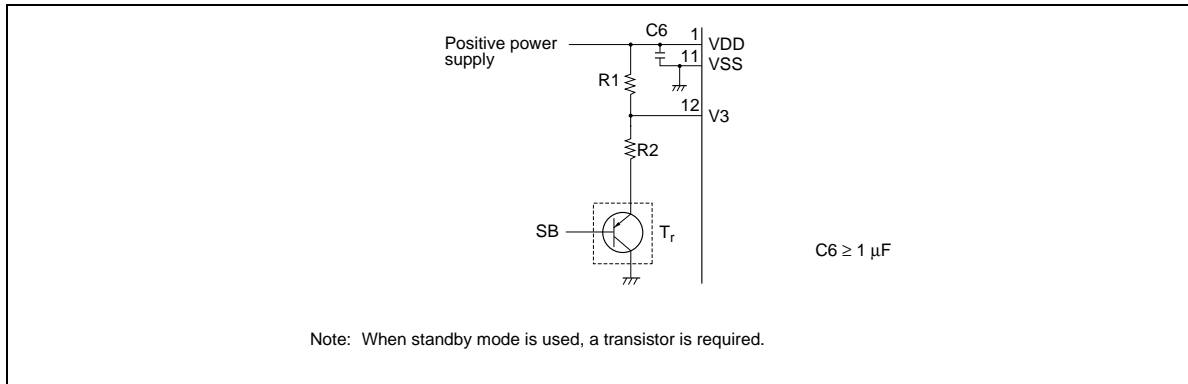 C6
Positive power
supply
1
VDD
11
VSS
R1
12
V3
R2
SB
Tr
C6 ≥ 1 μF
Note: When standby mode is used, a transistor is required.